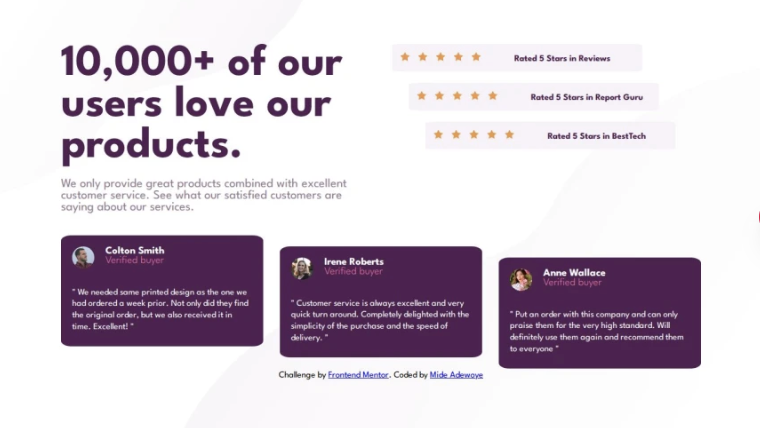 10,000+ of our
users love our
products.
We only provide great products combined with excellent
customer service. See what our satisfied customers are
saying about our services.
Rated 5 Stars in Reviews
Rated 5 Stars in Report Guru
Rated 5 Stars in BestTech
Colton Smith
Verified buyer
" We needed same printed design as the one we
had ordered a week prior. Not only did they find
the original order, but we also received it in
time. Excellent! "
Irene Roberts
Verified buyer
" Customer service is always excellent and very
quick turn around. Completely delighted with the
simplicity of the purchase and the speed of
delivery. "
Anne Wallace
Verified buyer
" Put an order with this company and can only
praise them for the very high standard. Will
definitely use them again and recommend them
to everyone "
Challenge by Frontend Mentor. Coded by Mide Adewoye